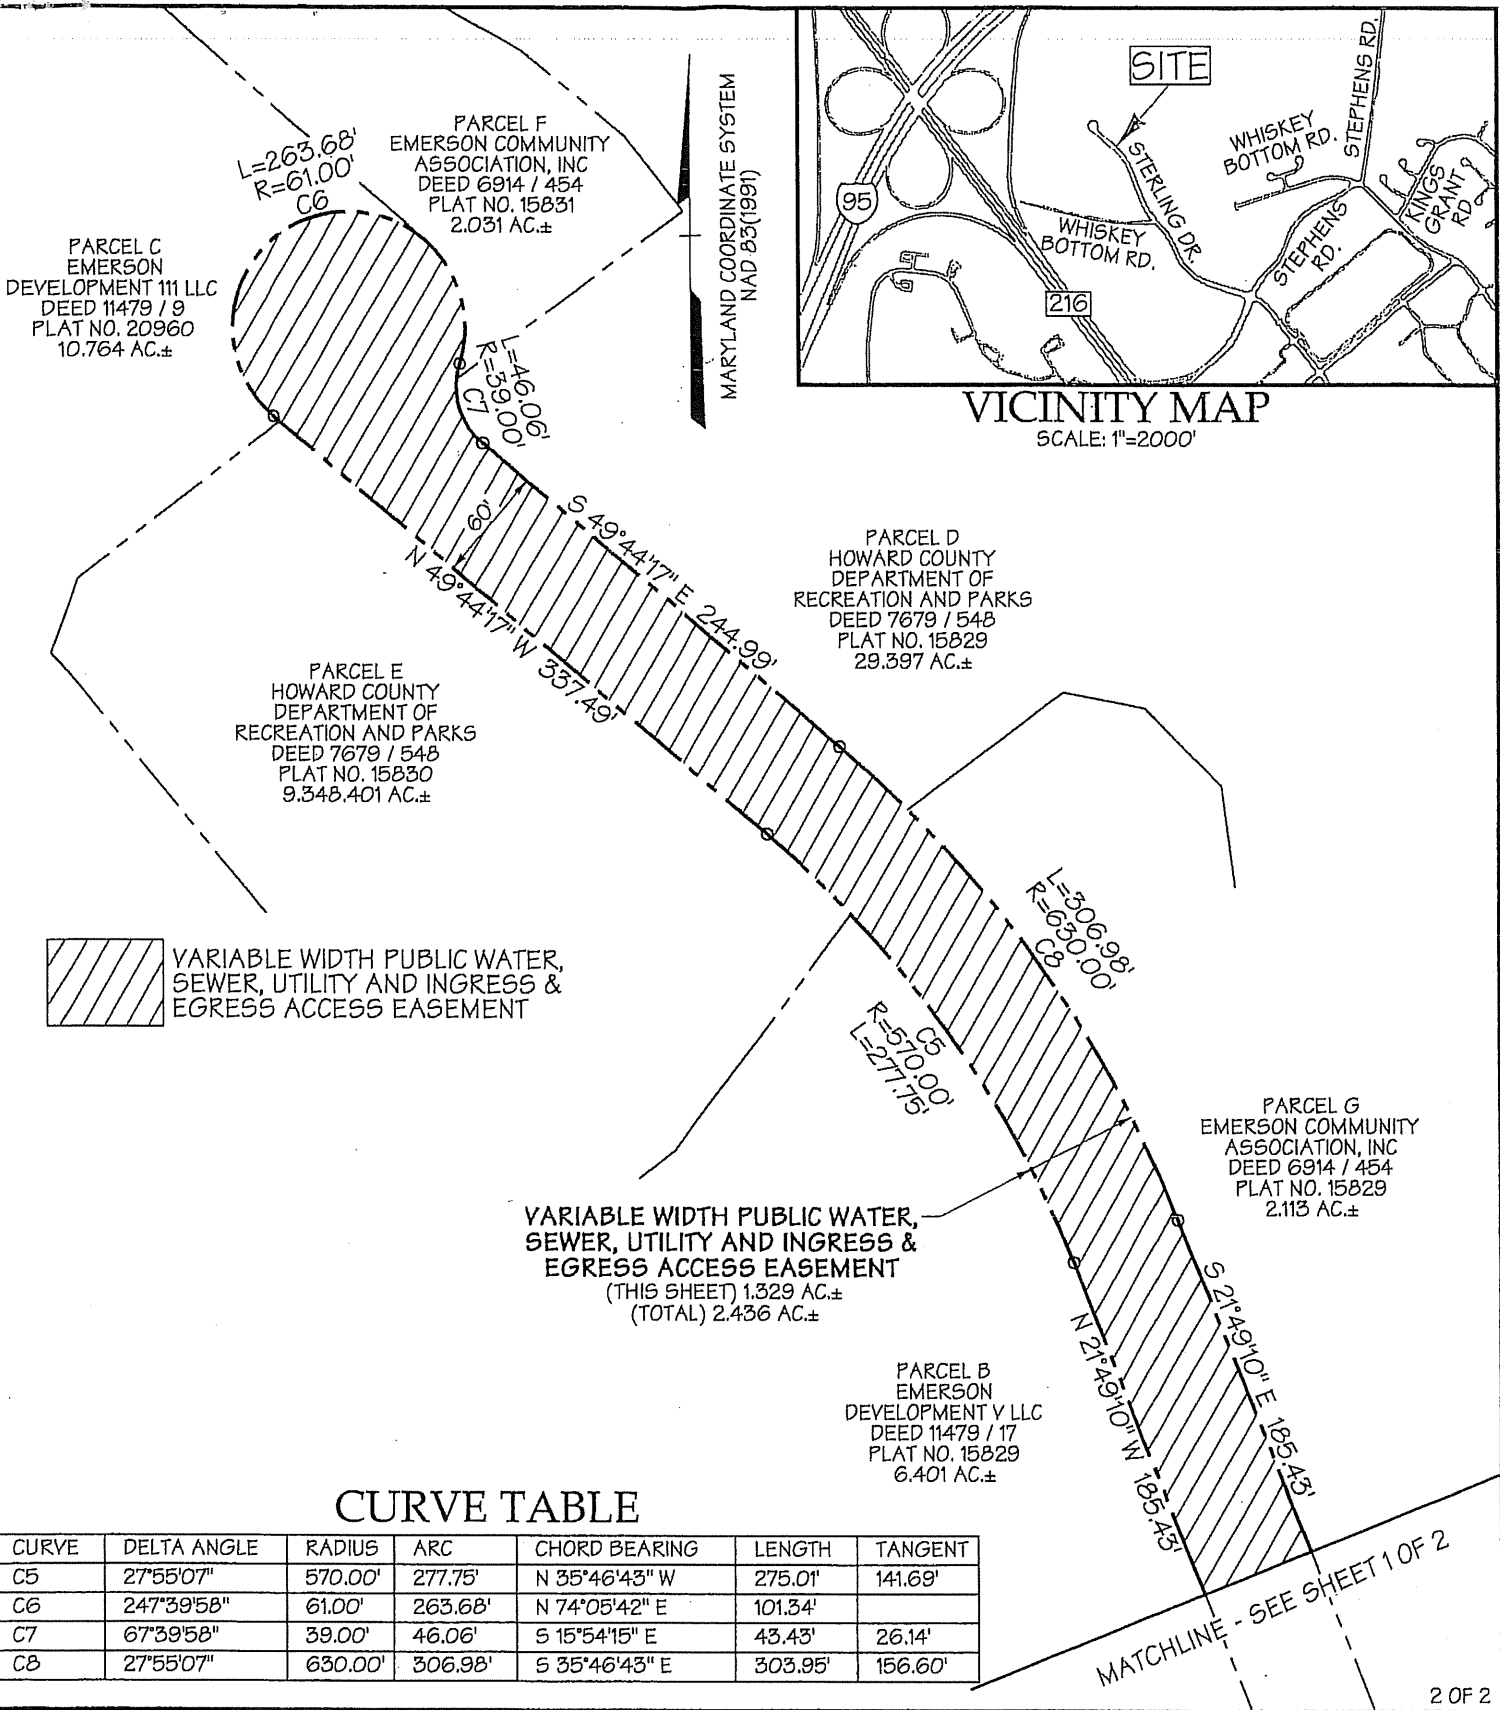 L=263.68'
R=61.00'
C6
PARCEL F
EMERSON COMMUNITY
ASSOCIATION, INC
DEED 6914 / 454
PLAT NO. 15831
2.031 AC.±
PARCEL C
EMERSON
DEVELOPMENT 111 LLC
DEED 11479 / 9
PLAT NO. 20960
10.764 AC.±
MARYLAND COORDINATE SYSTEM
NAD 83(1991)
SITE
95
216
STERLING DR.
WHISKEY
BOTTOM RD.
WHISKEY
BOTTOM RD.
STEPHENS RD.
STEPHENS
RD.
KINGS
GRANT
RD
VICINITY MAP
SCALE: 1"=2000'
L=46.06'
R=39.00'
C7
60'
S 49°44'17" E 244.99'
N 49°44'17" W 337.49'
PARCEL D
HOWARD COUNTY
DEPARTMENT OF
RECREATION AND PARKS
DEED 7679 / 548
PLAT NO. 15829
29.397 AC.±
PARCEL E
HOWARD COUNTY
DEPARTMENT OF
RECREATION AND PARKS
DEED 7679 / 548
PLAT NO. 15830
9.348.401 AC.±
VARIABLE WIDTH PUBLIC WATER,
SEWER, UTILITY AND INGRESS &
EGRESS ACCESS EASEMENT
L=306.98'
R=630.00'
C8
C5
R=570.00'
L=277.75'
PARCEL G
EMERSON COMMUNITY
ASSOCIATION, INC
DEED 6914 / 454
PLAT NO. 15829
2.113 AC.±
VARIABLE WIDTH PUBLIC WATER,
SEWER, UTILITY AND INGRESS &
EGRESS ACCESS EASEMENT
(THIS SHEET) 1.329 AC.±
(TOTAL) 2.436 AC.±
S 21°49'10" E 185.43'
N 21°49'10" W 185.43'
PARCEL B
EMERSON
DEVELOPMENT V LLC
DEED 11479 / 17
PLAT NO. 15829
6.401 AC.±
CURVE TABLE
CURVE DELTA ANGLE RADIUS ARC CHORD BEARING LENGTH TANGENT
C5 27°55'07" 570.00' 277.75' N 35°46'43" W 275.01' 141.69'
C6 247°39'58" 61.00' 263.68' N 74°05'42" E 101.34'
C7 67°39'58" 39.00' 46.06' S 15°54'15" E 43.43' 26.14'
C8 27°55'07" 630.00' 306.98' S 35°46'43" E 303.95' 156.60'
MATCHLINE - SEE SHEET 1 OF 2
2 OF 2